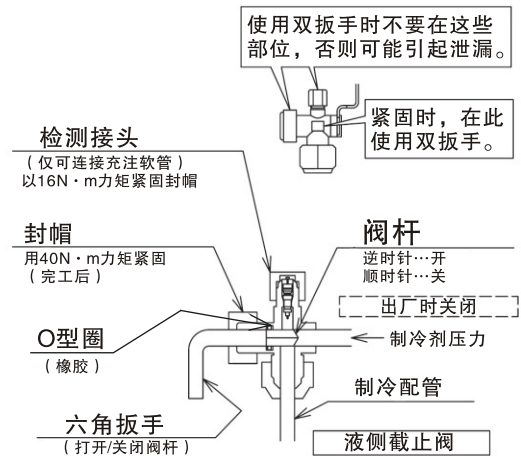 使用双扳手时不要在这些
部位，否则可能引起泄漏。
紧固时，在此
使用双扳手。
检测接头
（仅可连接充注软管）
以16N·m力矩紧固封帽
封帽
用40N·m力矩紧固
（完工后）
阀杆
逆时针…开
顺时针…关
出厂时关闭
O型圈
（橡胶）
制冷剂压力
制冷配管
六角扳手
（打开/关闭阀杆）
液侧截止阀